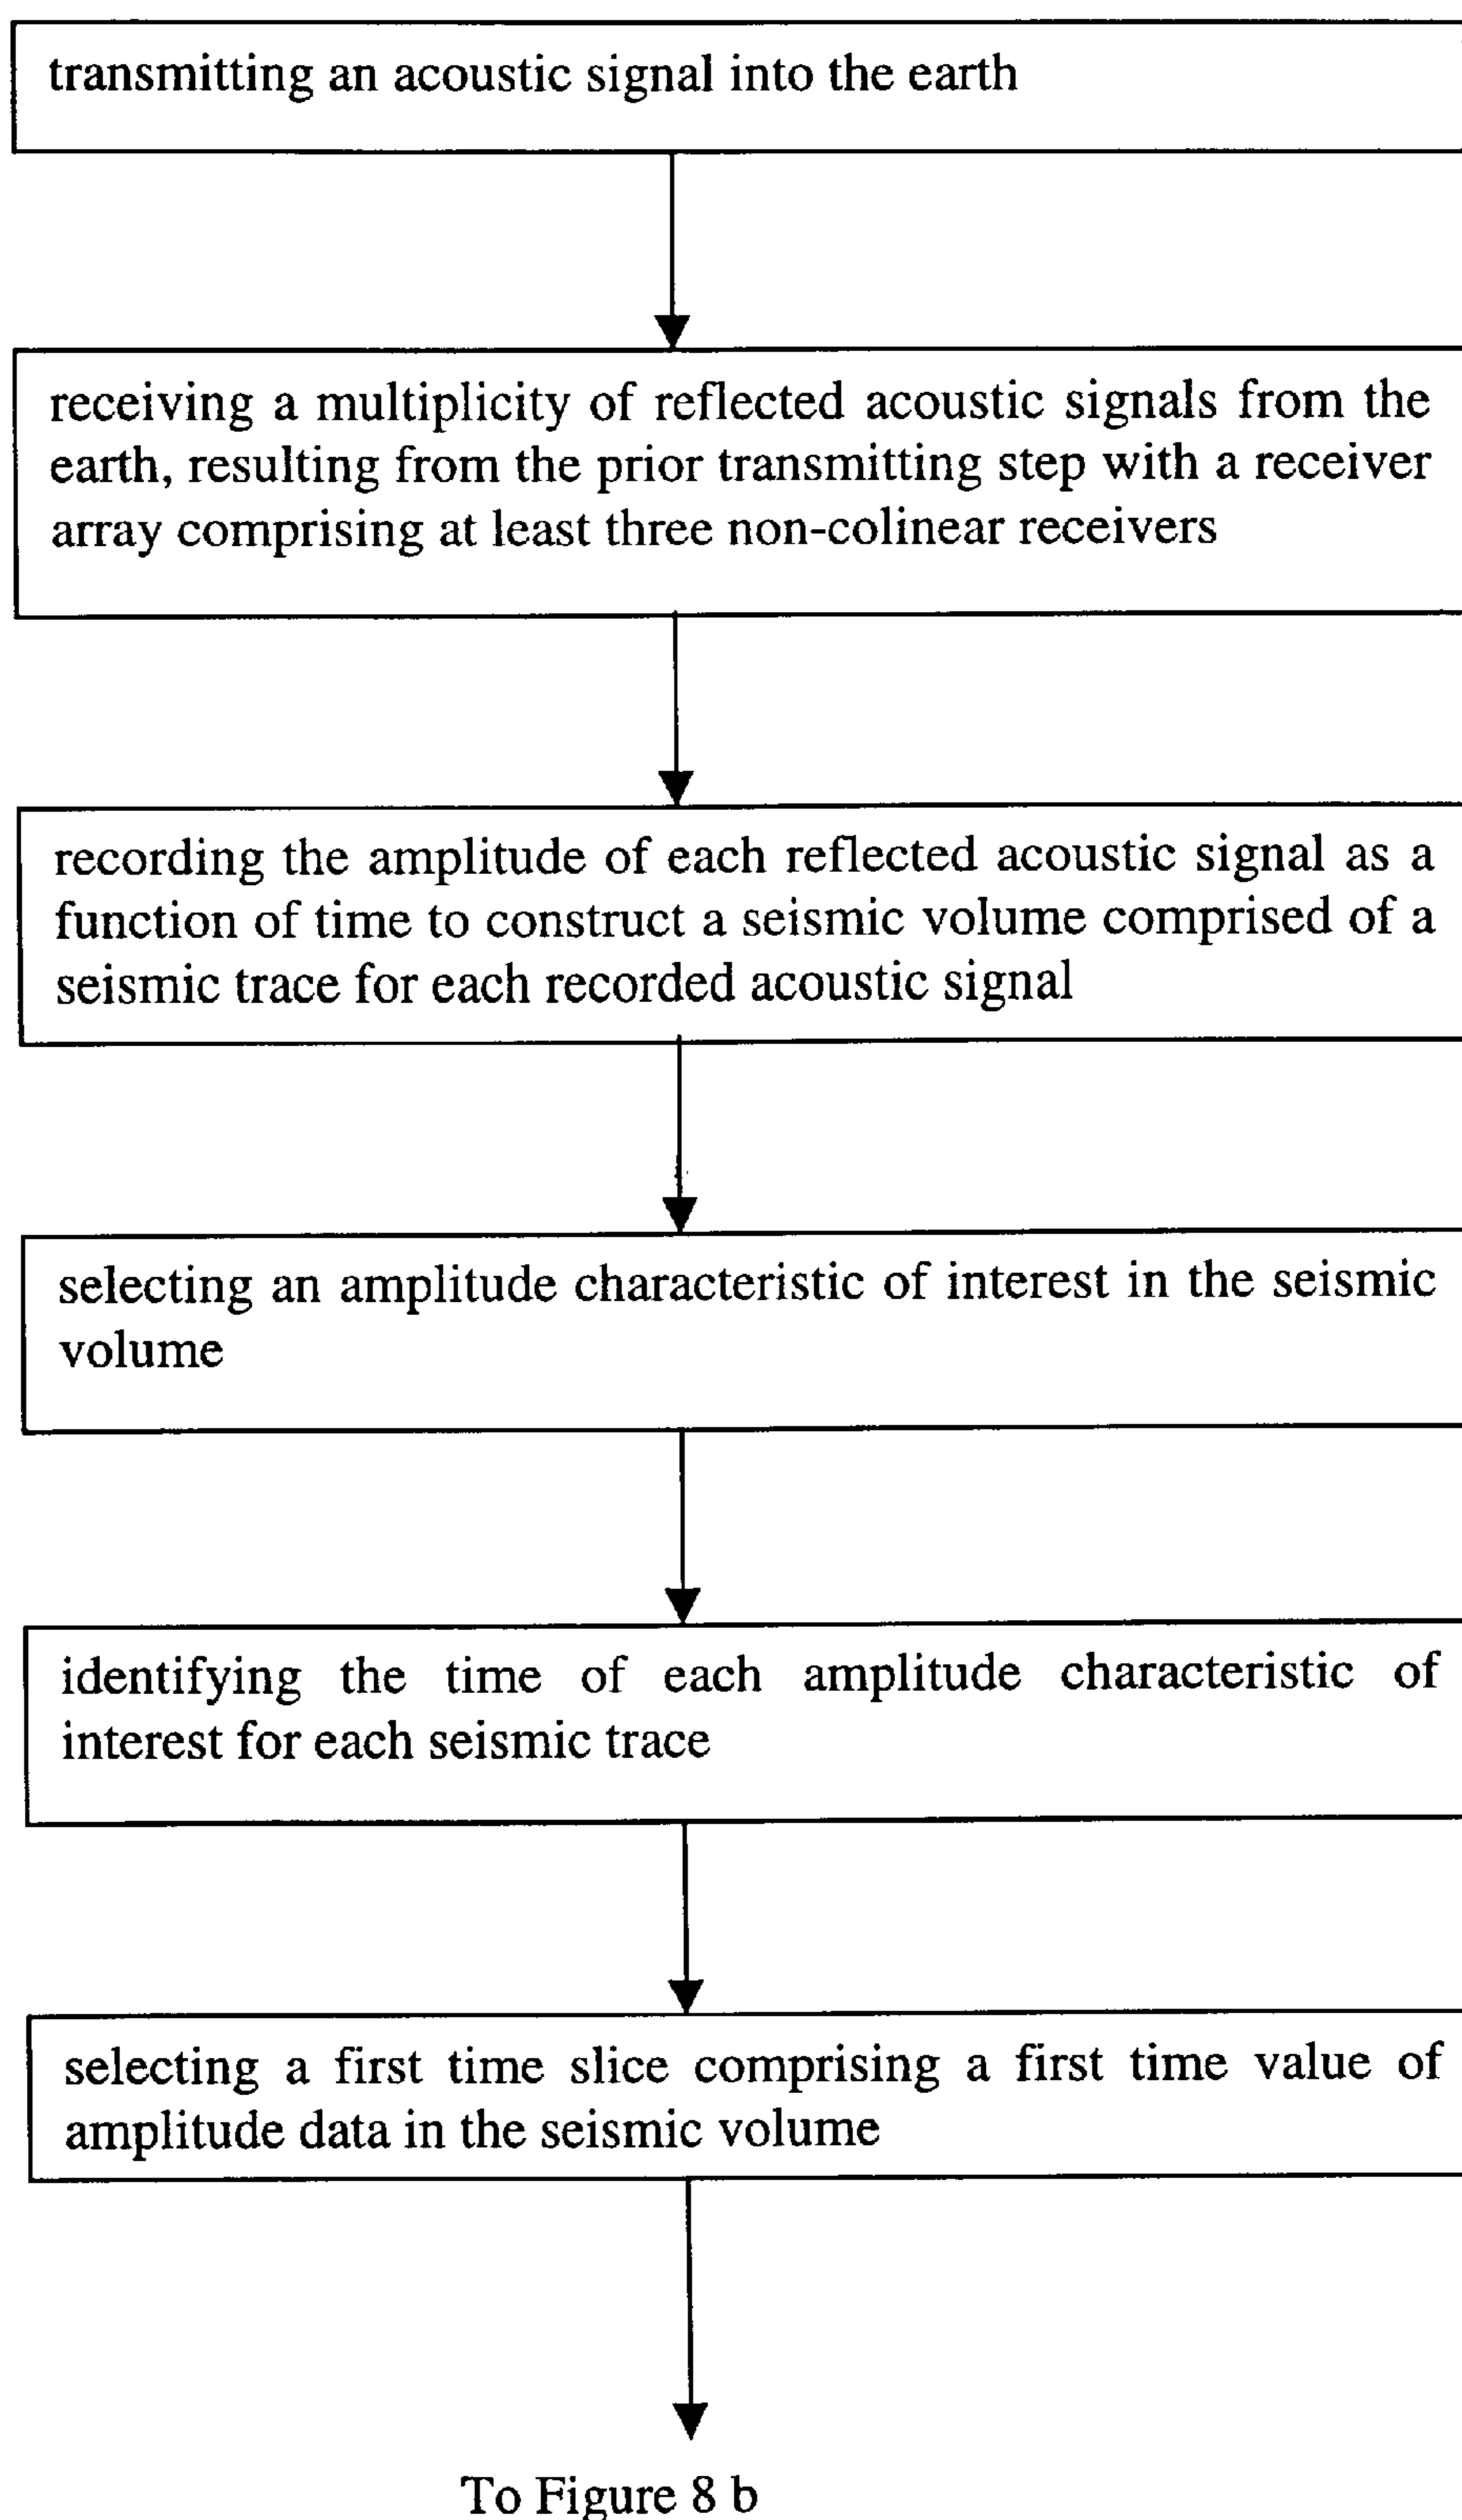 transmitting an acoustic signal into the earth
receiving a multiplicity of reflected acoustic signals from the
earth, resulting from the prior transmitting step with a receiver
array comprising at least three non-colinear receivers
recording the amplitude of each reflected acoustic signal as a
function of time to construct a seismic volume comprised of a
seismic trace for each recorded acoustic signal
selecting an amplitude characteristic of interest in the seismic
volume
identifying the time of each amplitude characteristic of
interest for each seismic trace
selecting a first time slice comprising a first time value of
amplitude data in the seismic volume
To Figure 8 b